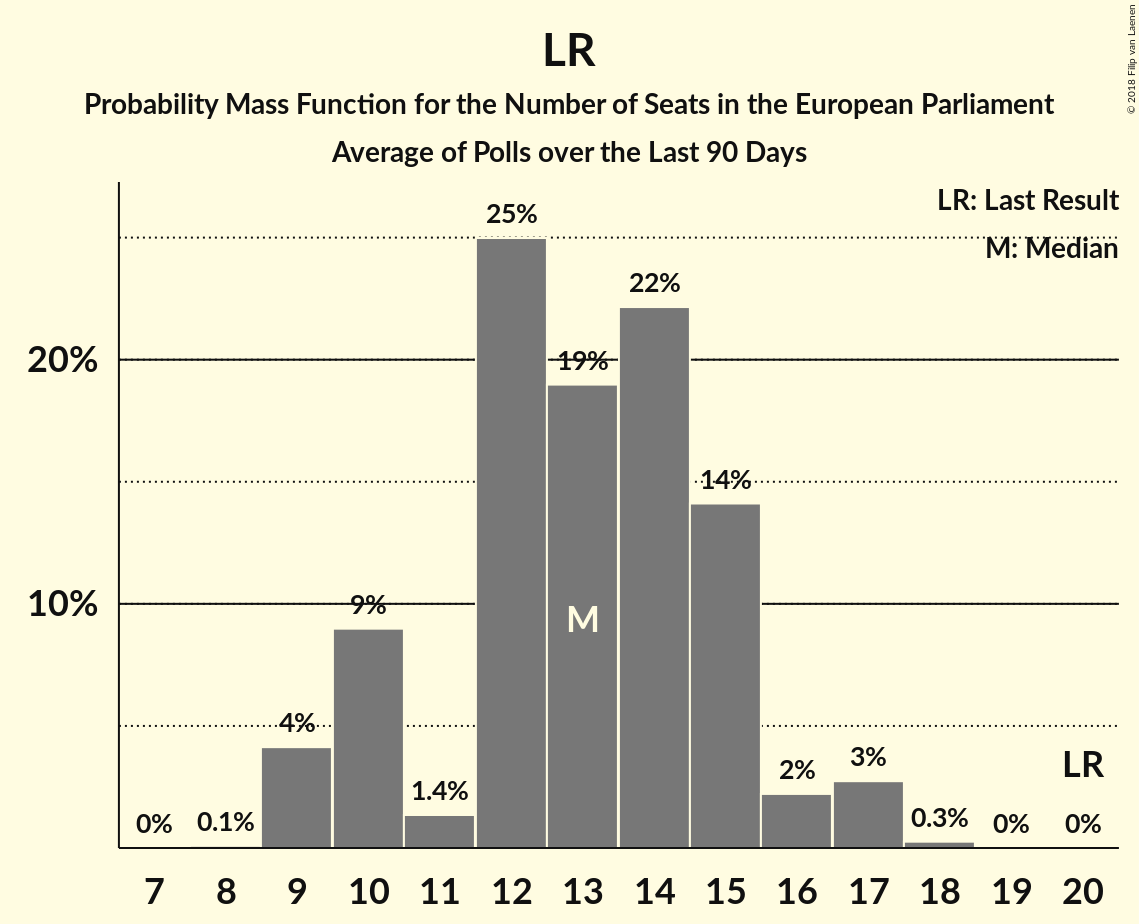 LR
Probability Mass Function for the Number of Seats in the European Parliament
Average of Polls over the Last 90 Days
© 2018 Filip van Laenen
LR: Last Result
M: Median
20%
10%
0%
0.1%
4%
9%
1.4%
25%
19%
22%
14%
2%
3%
0.3%
0%
0%
M
LR
7 8 9 10 11 12 13 14 15 16 17 18 19 20